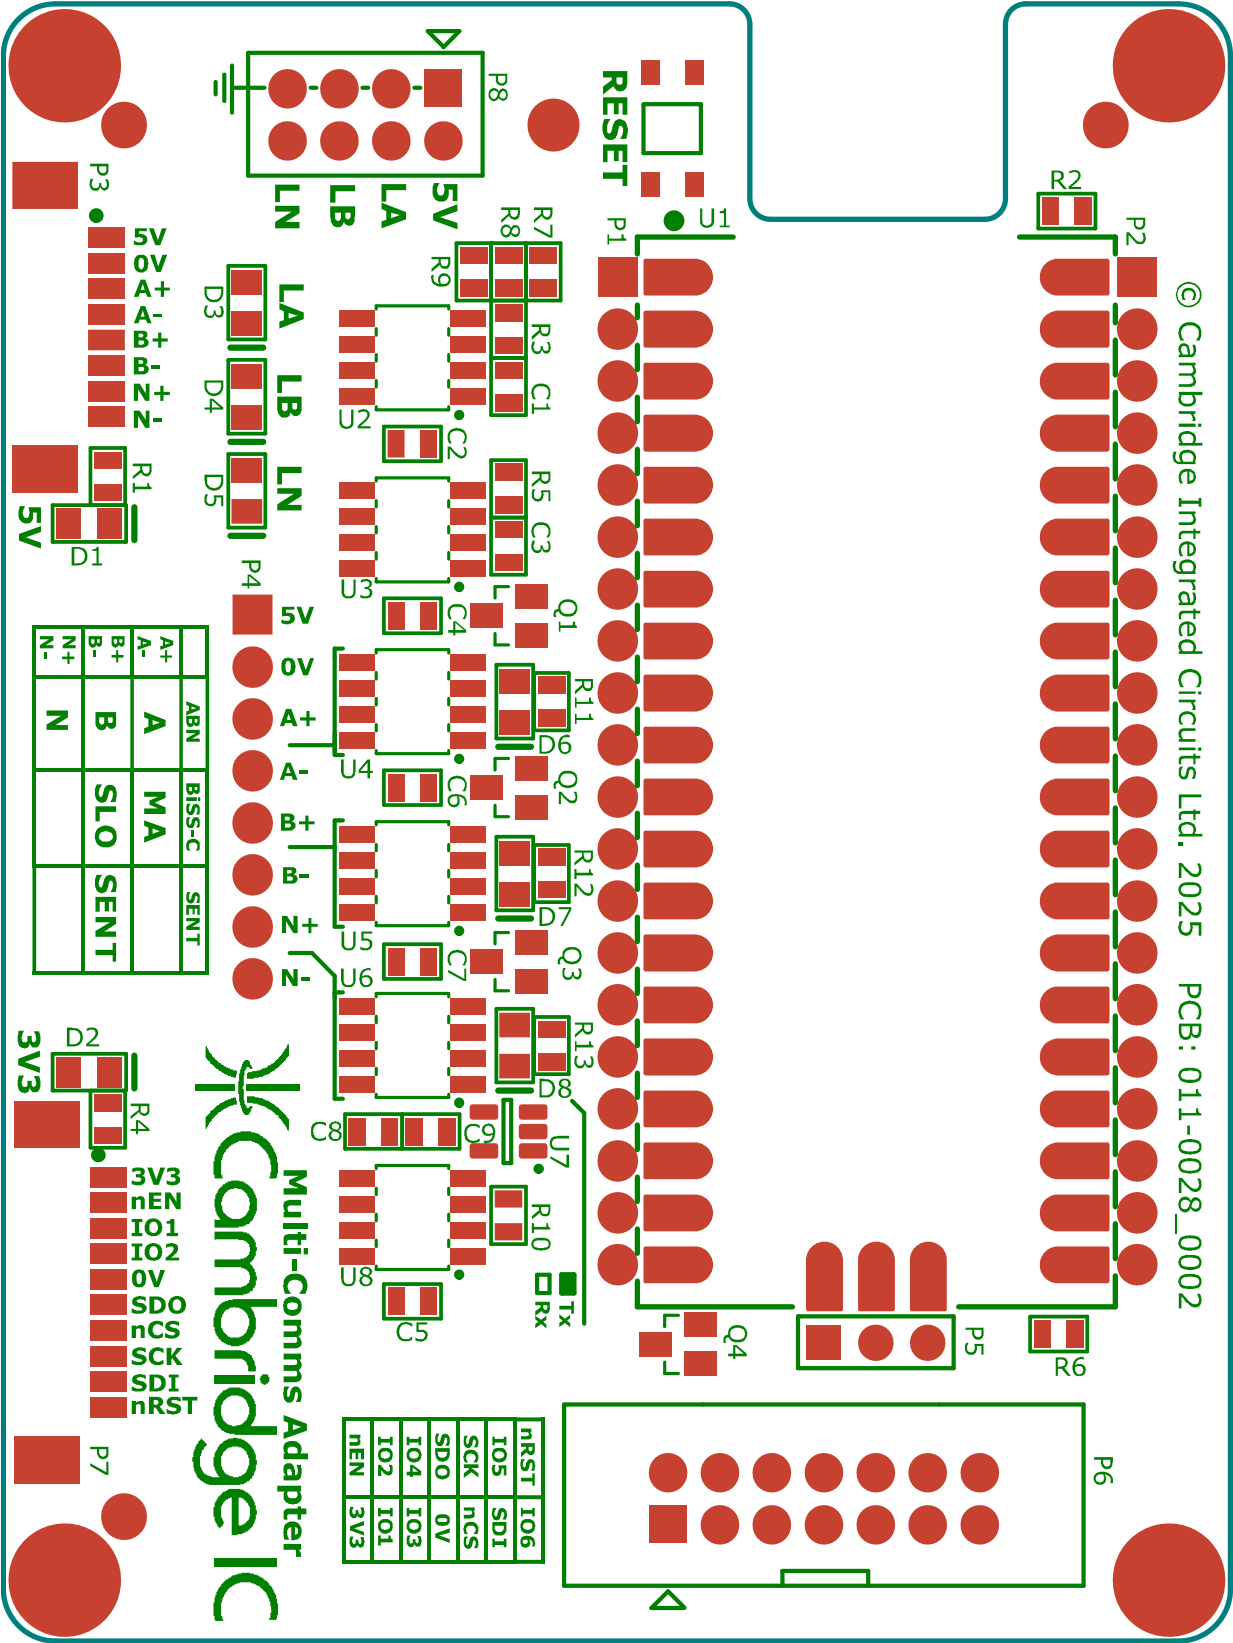 P8
RESET
LN
LB
LA
5V
P3
5V
0V
A+
A-
B+
B-
N+
N-
R2
P1
U1
P2
R8
R7
R9
D3
LA
R3
D4
LB
C1
U2
C2
R1
D5
LN
R5
C3
5V
D1
U3
C4
Q1
P4
5V
0V
A+
A-
B+
B-
N+
N-
A+
A-
B+
B-
N+
N-
ABN
A
B
N
BiSS-C
MA
SLO
SENT
SENT
R11
D6
U4
C6
Q2
R12
D7
U5
C7
Q3
U6
R13
D8
© Cambridge Integrated Circuits Ltd. 2025
PCB: 011-0028_0002
3V3
D2
R4
C8
C9
U7
3V3
nEN
IO1
IO2
0V
SDO
nCS
SCK
SDI
nRST
P7
Cambridge IC
Multi-Comms Adapter
U8
R10
C5
Tx
Rx
Q4
P5
R6
P6
nRST IO6
IO5 SDI
SCK nCS
SDO 0V
IO4 IO3
IO2 IO1
nEN 3V3